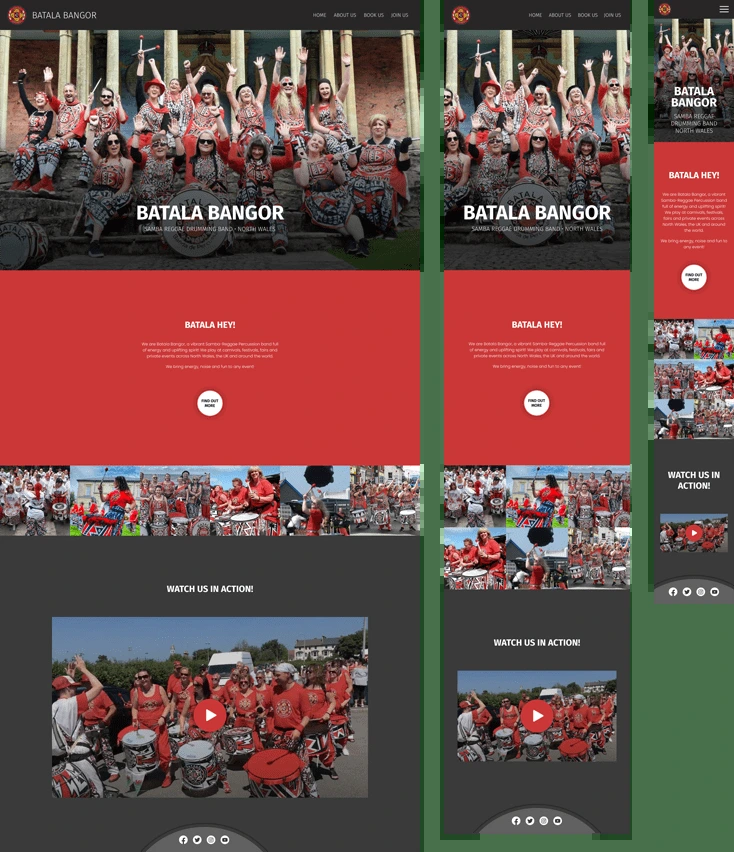 BATALA BANGOR
HOME ABOUT US BOOK US JOIN US
BATALA BANGOR
SAMBA REGGAE DRUMMING BAND - NORTH WALES
BATALA HEY!
We are Batala Bangor, a vibrant Samba Reggae Percussion band full
of energy and uplifting spirit! We play at carnivals, festivals, fairs and
private events across North Wales, the UK and around the world.
We bring energy, noise and fun to any event!
FIND OUT
MORE
WATCH US IN ACTION!
HOME ABOUT US BOOK US JOIN US
BATALA BANGOR
SAMBA REGGAE DRUMMING BAND - NORTH WALES
BATALA HEY!
We are Batala Bangor, a vibrant Samba Reggae Percussion band full
of energy and uplifting spirit! We play at carnivals, festivals, fairs and
private events across North Wales, the UK and around the world.
We bring energy, noise and fun to any event!
FIND OUT
MORE
WATCH US IN ACTION!
BATALA
BANGOR
SAMBA REGGAE
DRUMMING BAND
NORTH WALES
BATALA HEY!
We are Batala Bangor, a vibrant
Samba Reggae Percussion band
full of energy and uplifting spirit!
We play at carnivals, festivals,
fairs and private events across
North Wales, the UK and around
the world.
We bring energy, noise and fun to
any event!
FIND OUT
MORE
WATCH US IN
ACTION!